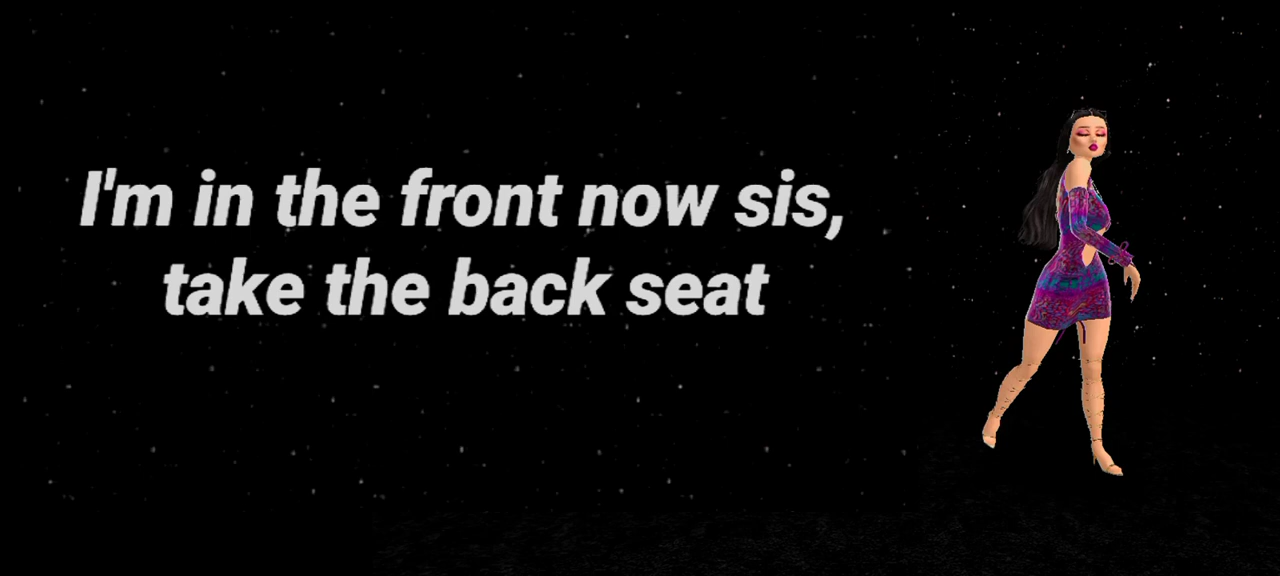 I'm in the front now sis,
take the back seat